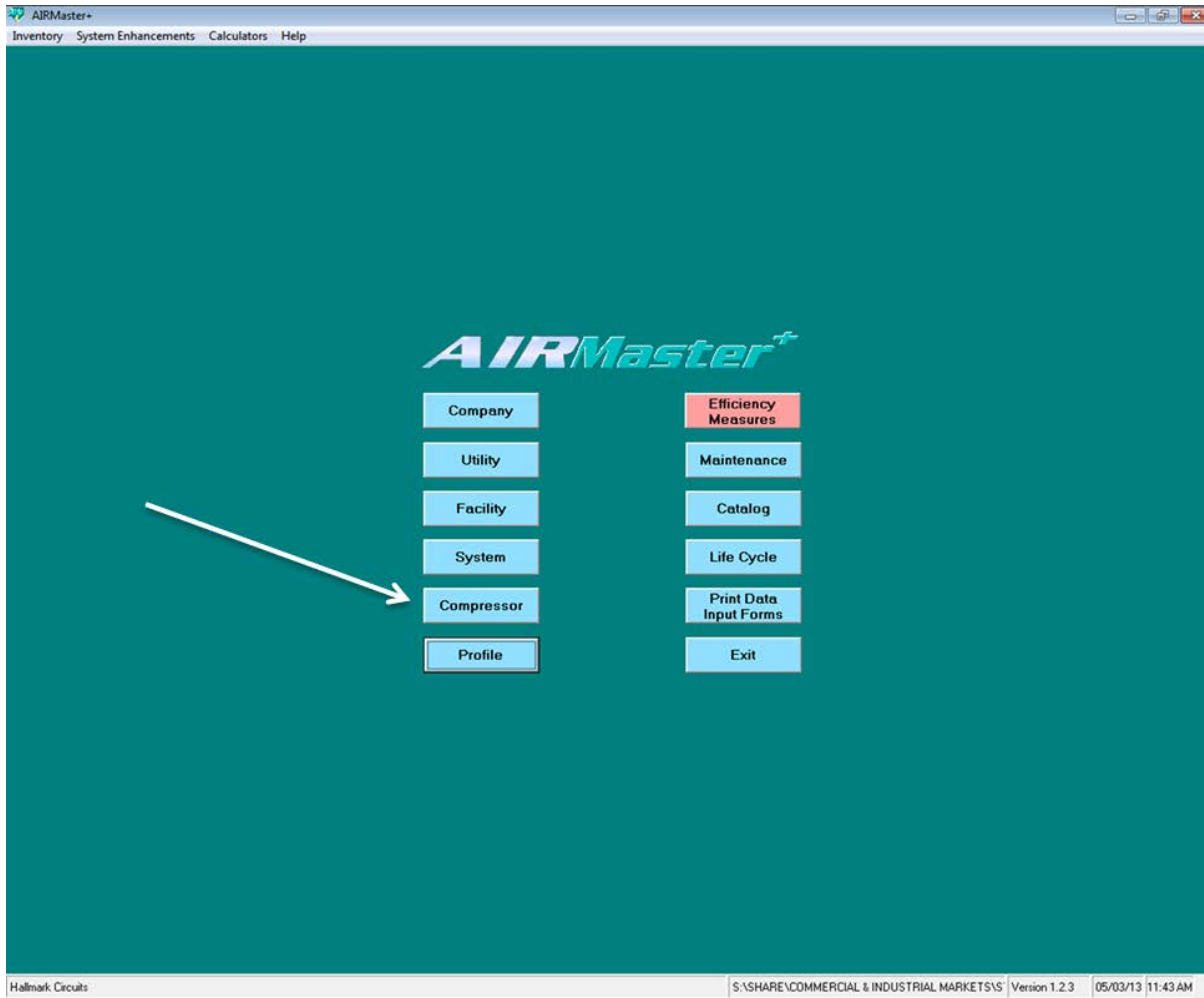 AIRMaster+
Inventory System Enhancements Calculators Help
AIRMaster+
Company
Efficiency
Measures
Utility
Maintenance
Facility
Catalog
System
Life Cycle
Compressor
Print Data
Input Forms
Profile
Exit
Hallmark Circuits S:\SHARE\COMMERCIAL & INDUSTRIAL MARKETS\S Version 1.2.3 05/03/13 11:43 AM